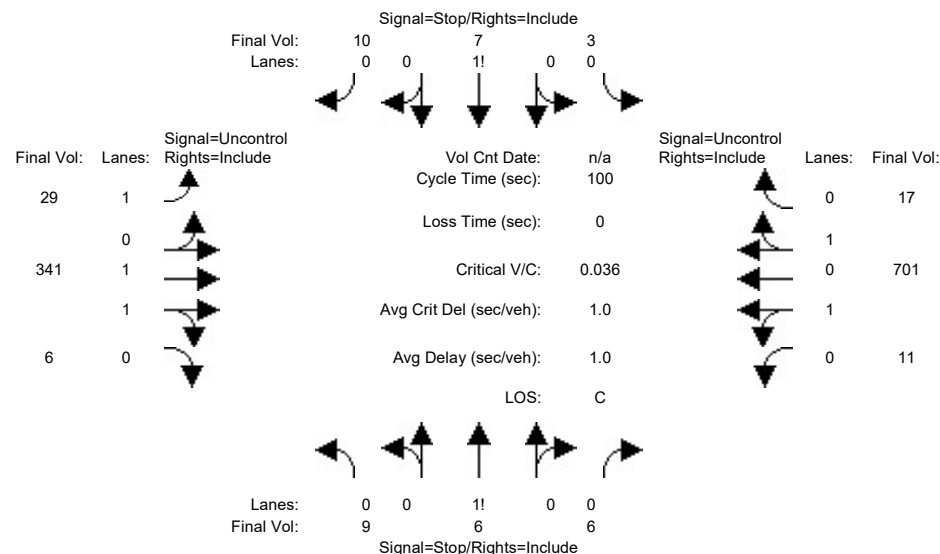 Signal=Stop/Rights=Include
Final Vol: 10 7 3
Lanes: 0 0 1! 0 0
Signal=Uncontrol
Final Vol: Lanes: Rights=Include
Vol Cnt Date: n/a
Cycle Time (sec): 100
Loss Time (sec): 0
Critical V/C: 0.036
Avg Crit Del (sec/veh): 1.0
Avg Delay (sec/veh): 1.0
LOS: C
29 1
0
341 1
1
6 0
Signal=Uncontrol
Rights=Include Lanes: Final Vol:
0 17
1
0 701
1
0 11
Lanes: 0 0 1! 0 0
Final Vol: 9 6 6
Signal=Stop/Rights=Include